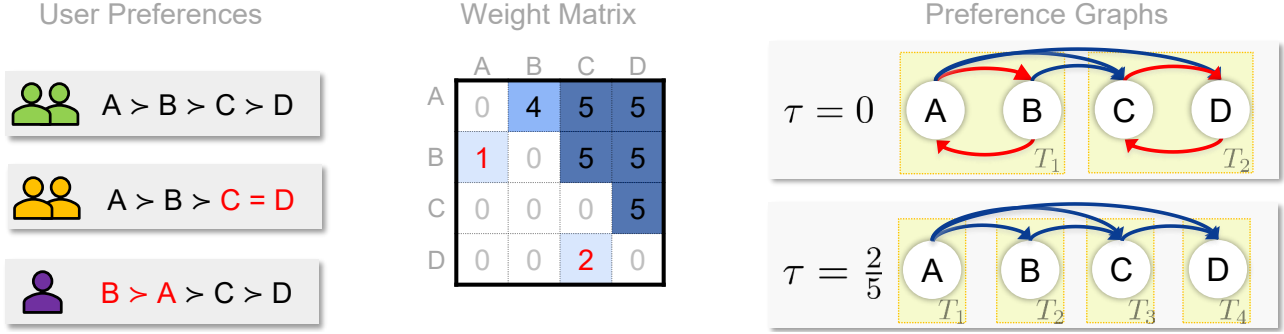 User Preferences
A ≻ B ≻ C ≻ D
A ≻ B ≻ C = D
B ≻ A ≻ C ≻ D
Weight Matrix
A B C D
A 0 4 5 5
B 1 0 5 5
C 0 0 0 5
D 0 0 2 0
Preference Graphs
τ = 0 A B C D
T₁ T₂
τ = 2/5 A B C D
T₁ T₂ T₃ T₄